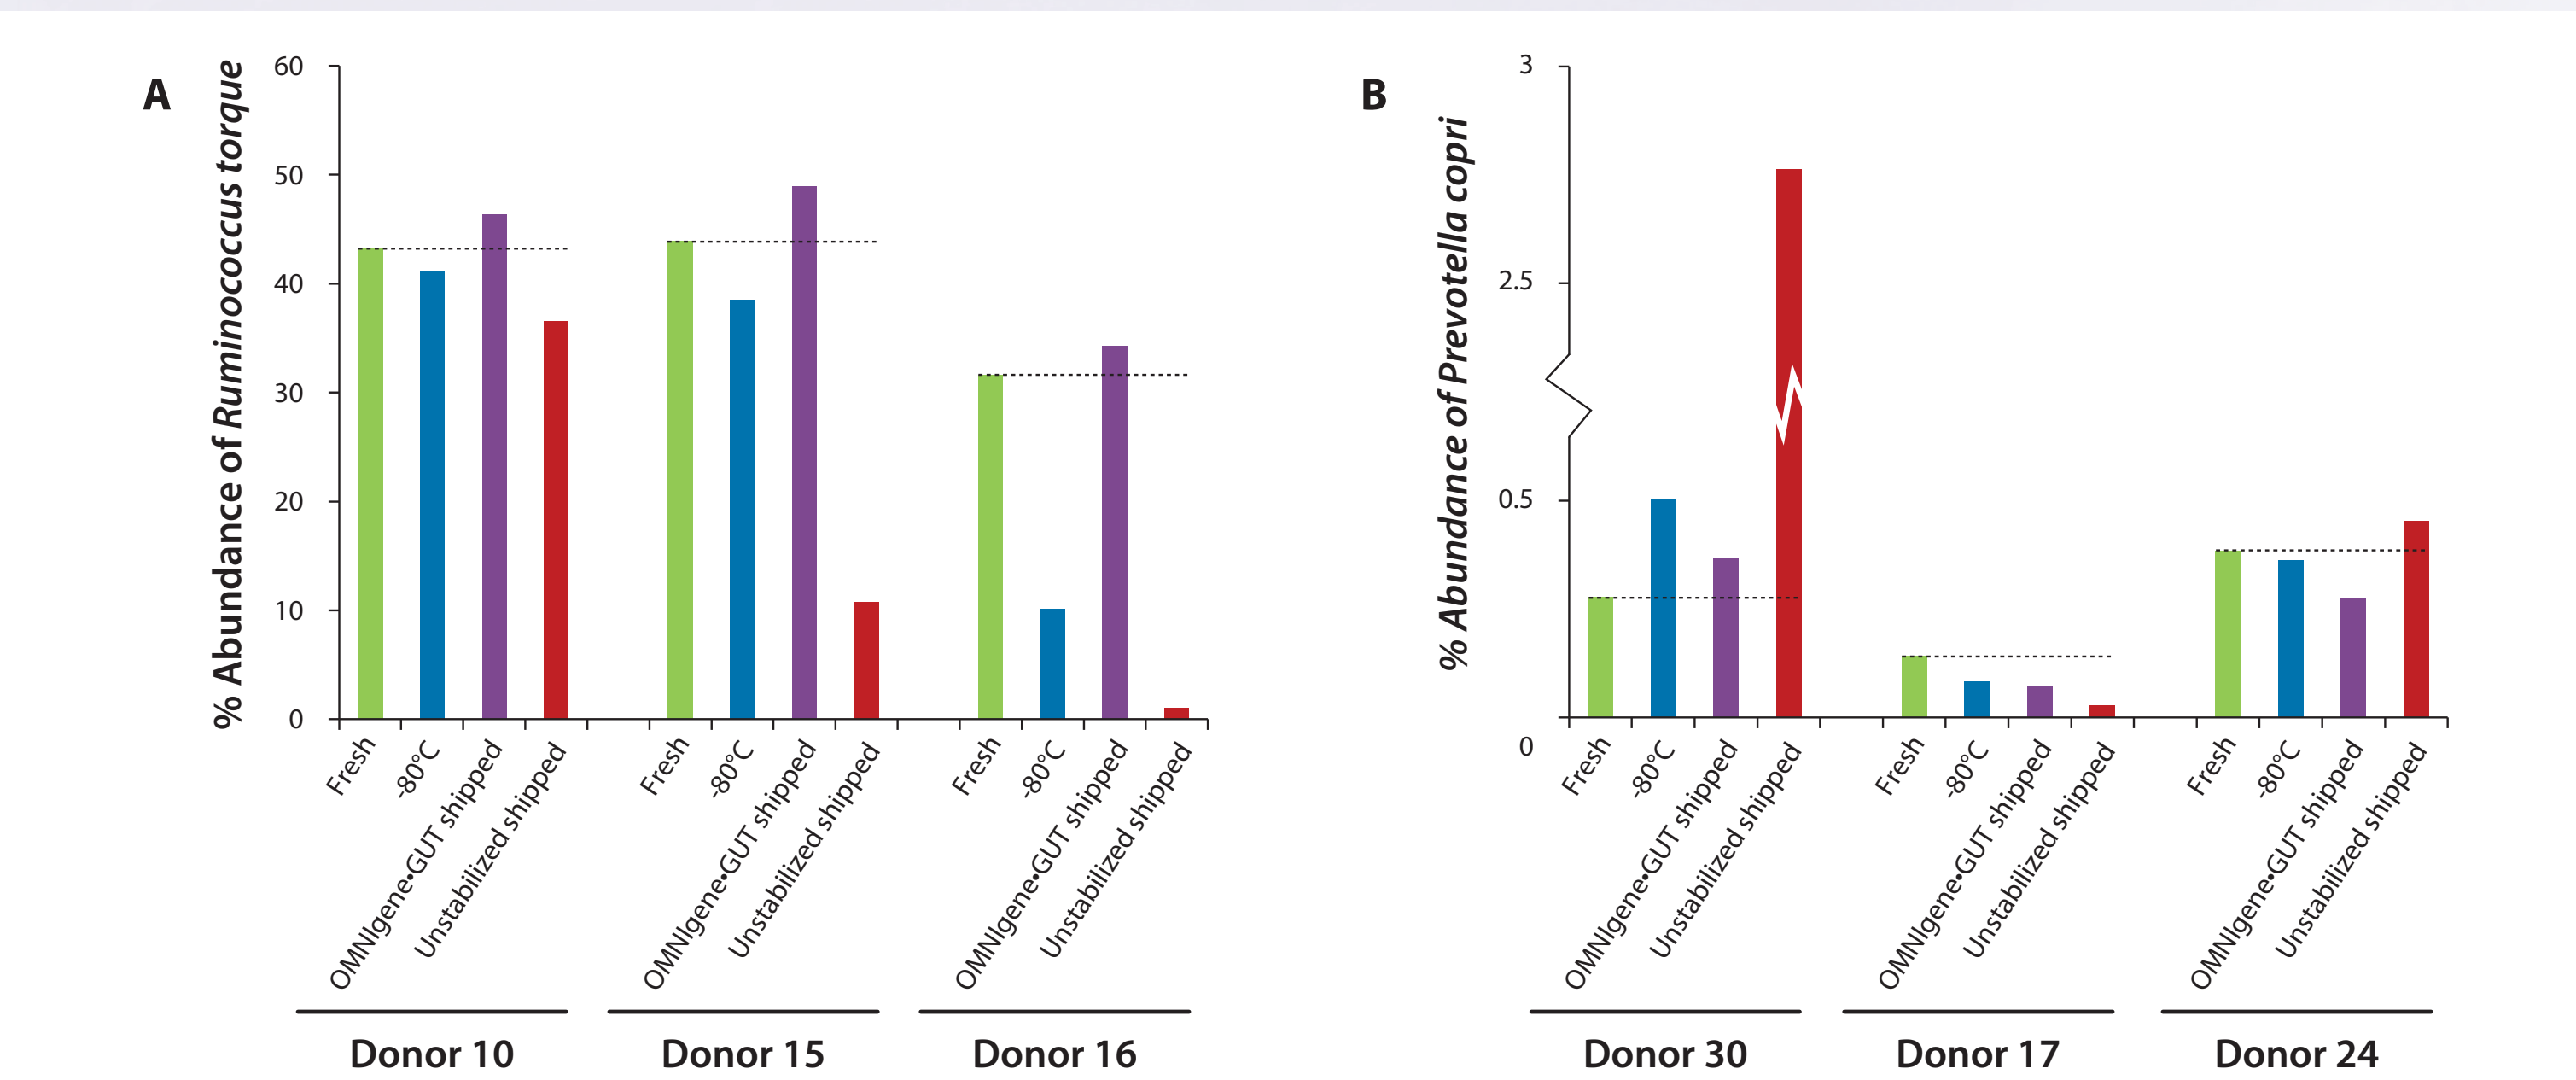 A
% Abundance of Ruminococcus torque
60
50
40
30
20
10
0
Fresh
-80°C
OMNIgene•GUT shipped
Unstabilized shipped
Fresh
-80°C
OMNIgene•GUT shipped
Unstabilized shipped
Fresh
-80°C
OMNIgene•GUT shipped
Unstabilized shipped
Donor 10
Donor 15
Donor 16
B
% Abundance of Prevotella copri
3
2.5
0.5
0
Fresh
-80°C
OMNIgene•GUT shipped
Unstabilized shipped
Fresh
-80°C
OMNIgene•GUT shipped
Unstabilized shipped
Fresh
-80°C
OMNIgene•GUT shipped
Unstabilized shipped
Donor 30
Donor 17
Donor 24